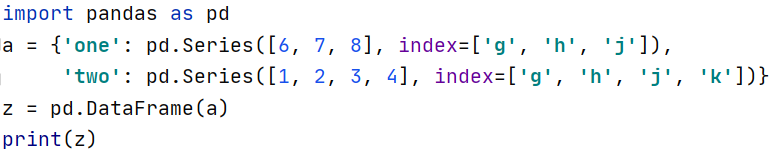 import pandas as pd
a = {'one': pd.Series([6, 7, 8], index=['g', 'h', 'j']),
'two': pd.Series([1, 2, 3, 4], index=['g', 'h', 'j', 'k'])}
z = pd.DataFrame(a)
print(z)